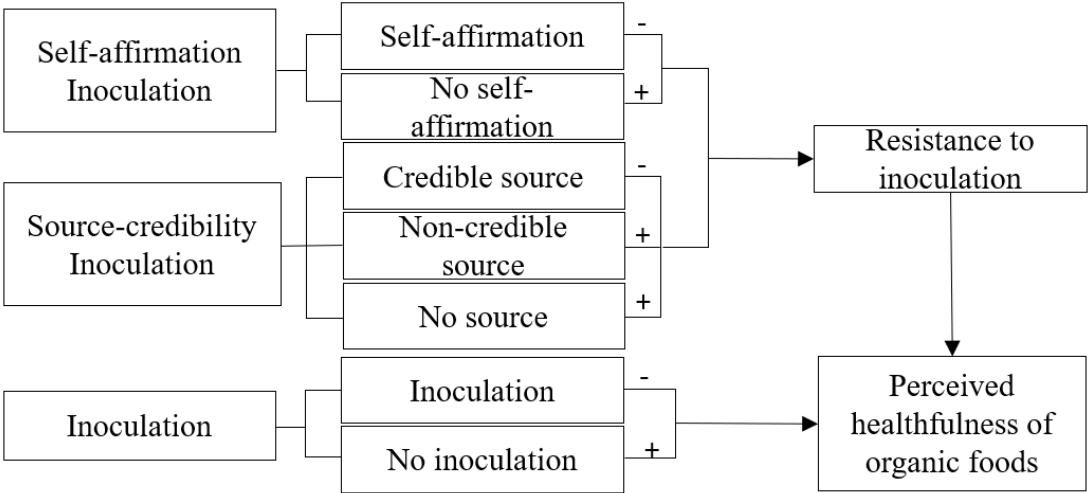 Self-affirmation
Inoculation
Self-affirmation
-
No self-
affirmation
+
Source-credibility
Inoculation
Credible source
-
Non-credible
source
+
No source
+
Inoculation
Inoculation
-
No inoculation
+
Resistance to
inoculation
Perceived
healthfulness of
organic foods